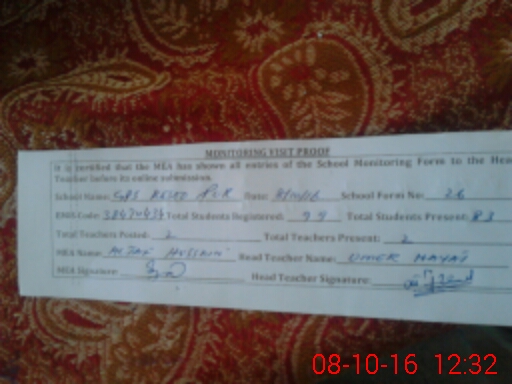 MONITORING VISIT PROOF
It is certified that the MEA has shown all entries of the School Monitoring Form to the Head
Teacher before its online submission.
School Name: GPS Date: School Form No: 26
EMIS Code: Total Students Registered: 99 Total Students Present: 83
Total Teachers Posted: 2 Total Teachers Present: 2
MEA Name: ALTAF HUSSAIN Head Teacher Name: UMER HAYAT
MEA Signature: Head Teacher Signature:
08-10-16 12:32